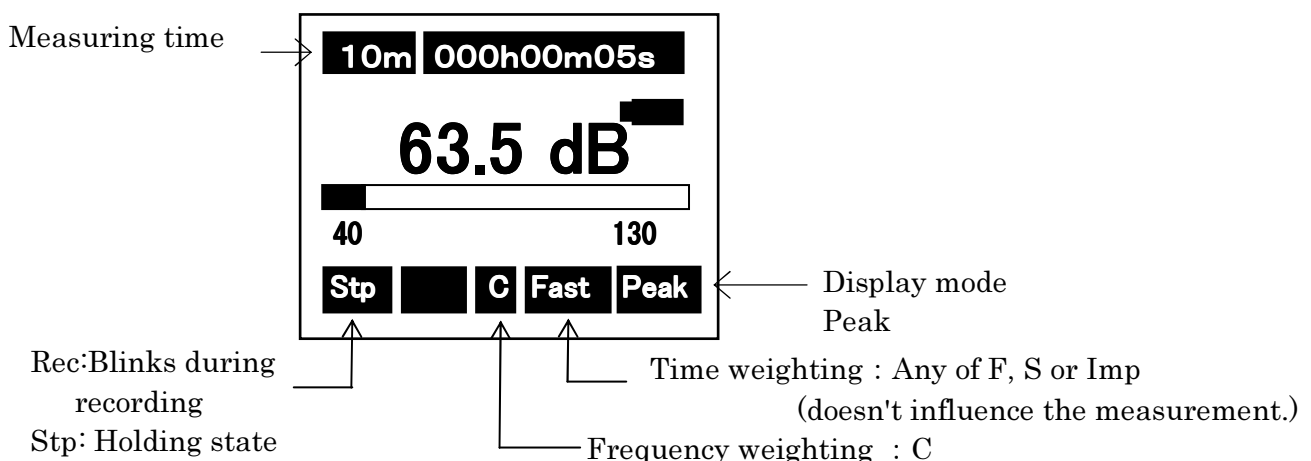 Measuring time
10m 000h00m05s
63.5 dB
40 130
Stp C Fast Peak
Display mode
Peak
Rec:Blinks during
recording
Stp: Holding state
Time weighting : Any of F, S or Imp
(doesn't influence the measurement.)
Frequency weighting : C